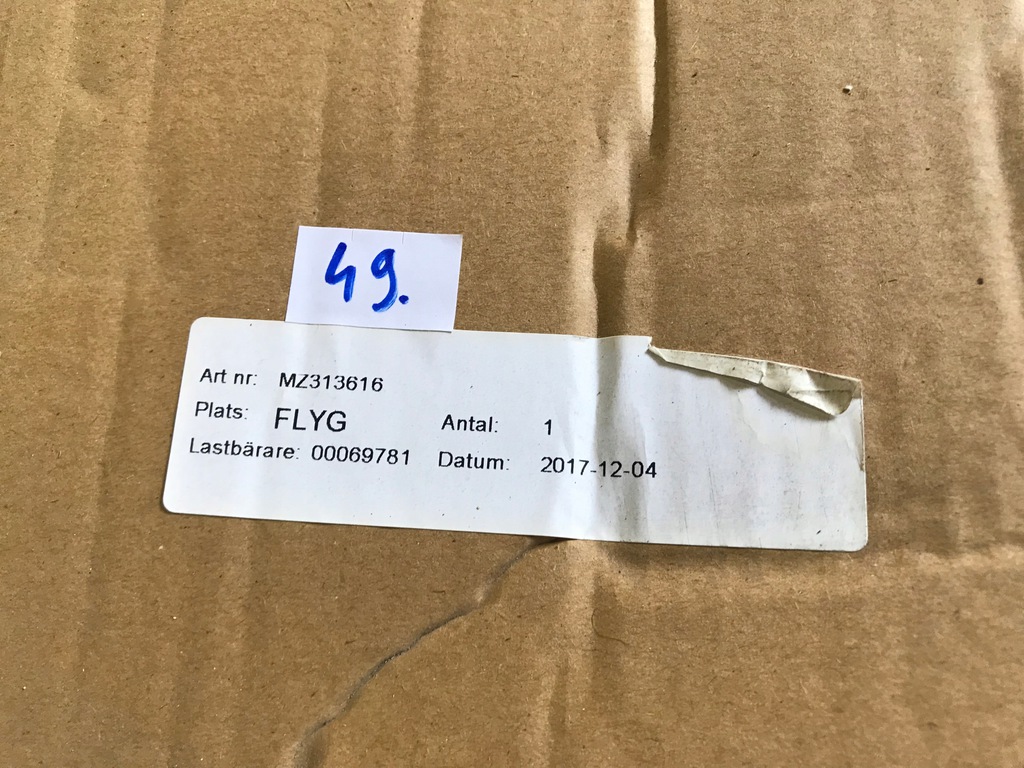 49.
Art nr: MZ313616
Plats: FLYG Antal: 1
Lastbärare: 00069781 Datum: 2017-12-04